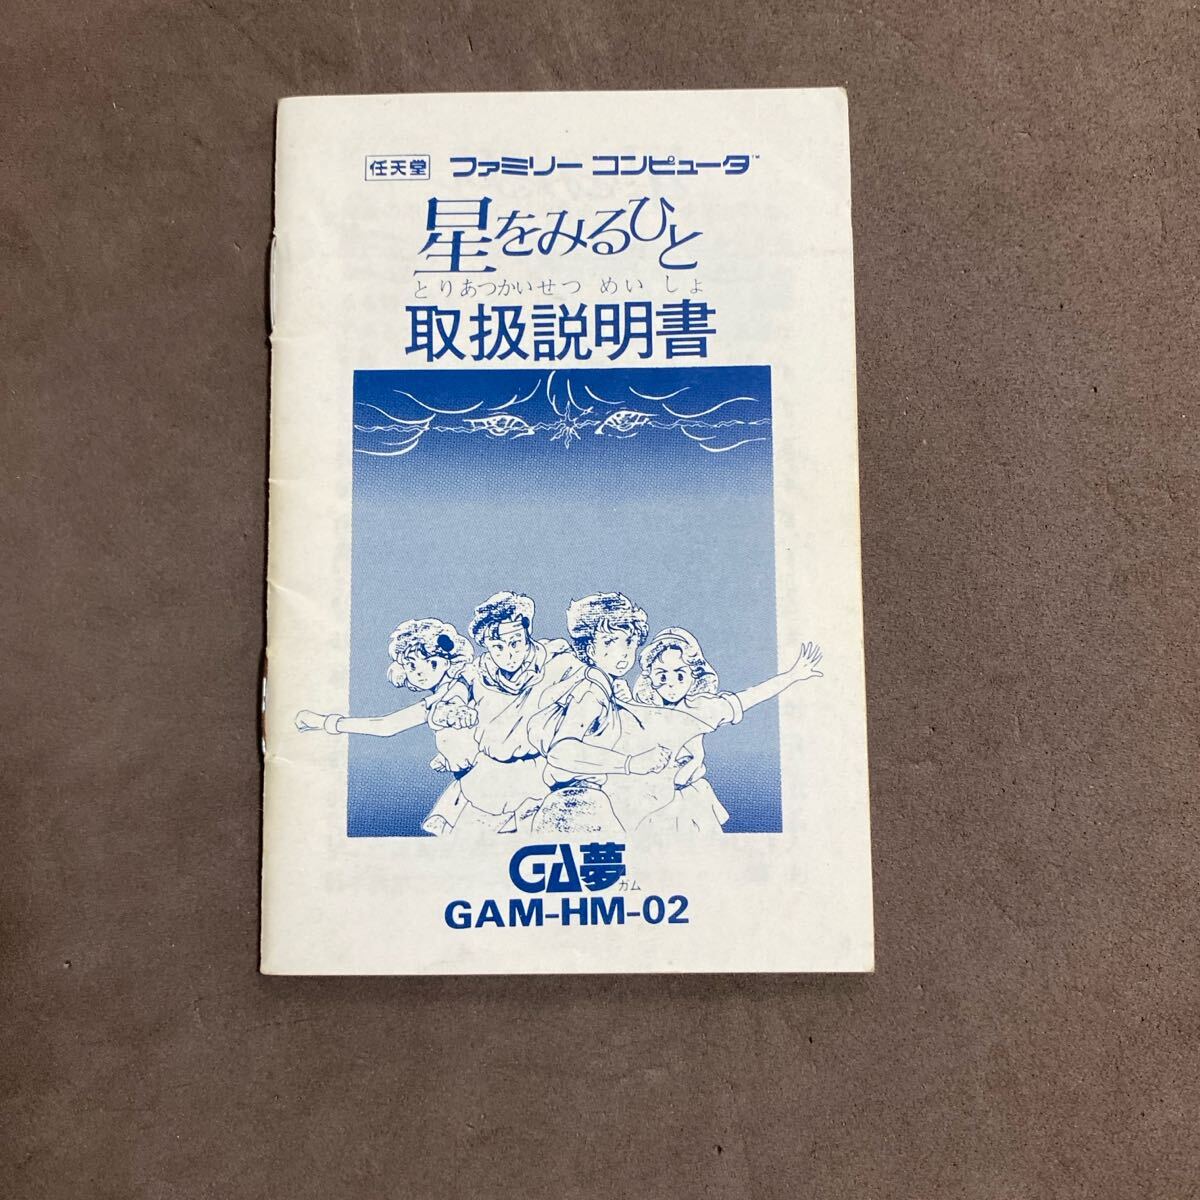 任天堂 ファミリーコンピュータ™
星をみるひと
とりあつかいせつめいしょ
取扱説明書
GA夢
ガム
GAM-HM-02